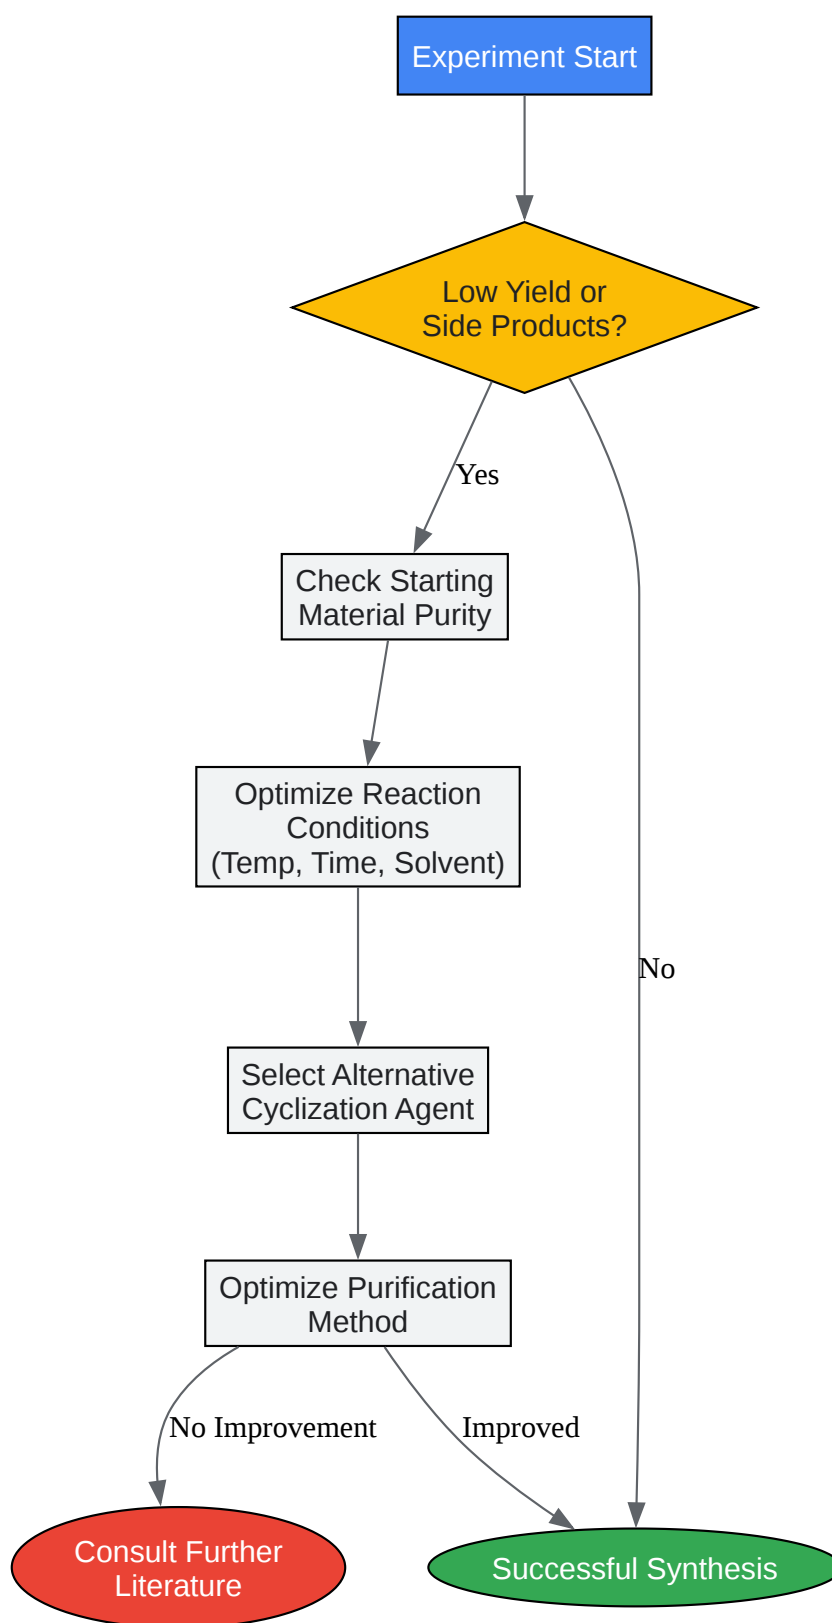 Experiment Start
Low Yield or
Side Products?
Yes
Check Starting
Material Purity
Optimize Reaction
Conditions
(Temp, Time, Solvent)
No
Select Alternative
Cyclization Agent
Optimize Purification
Method
No Improvement
Improved
Consult Further
Literature
Successful Synthesis